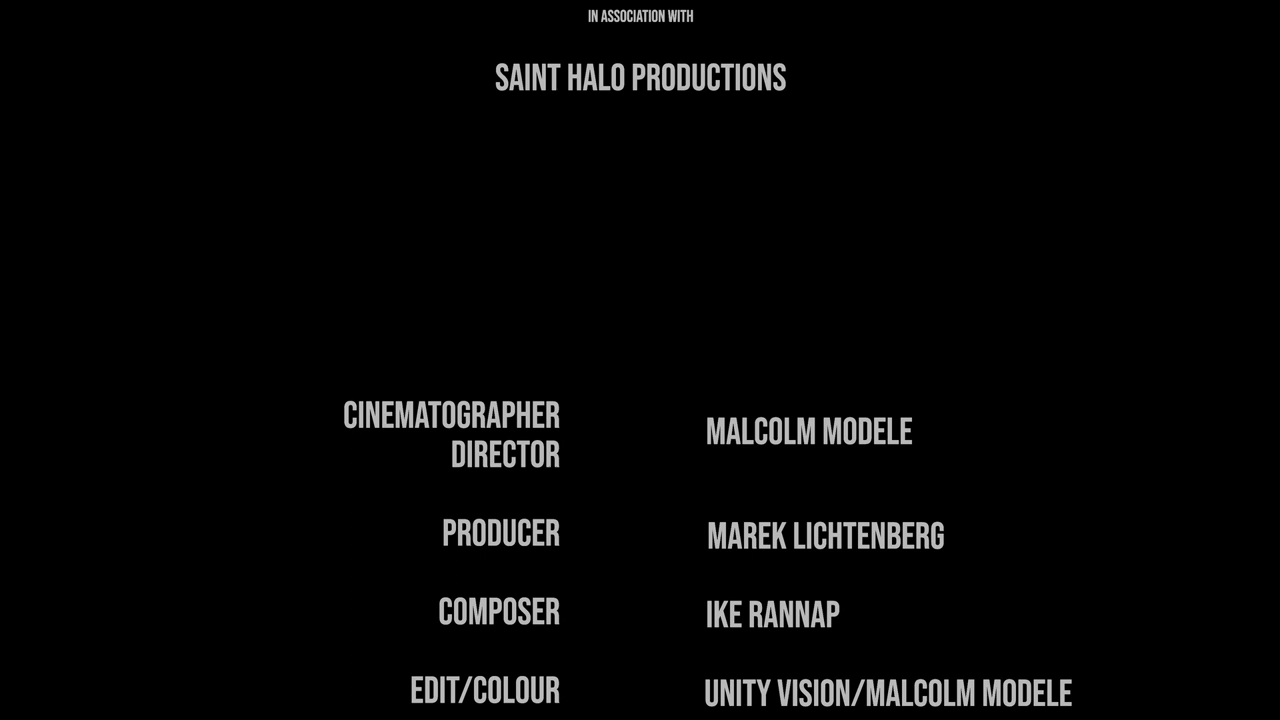 IN ASSOCIATION WITH
SAINT HALO PRODUCTIONS
CINEMATOGRAPHER
DIRECTOR
MALCOLM MODELE
PRODUCER
MAREK LICHTENBERG
COMPOSER
IKE RANNAP
EDIT/COLOUR
UNITY VISION/MALCOLM MODELE